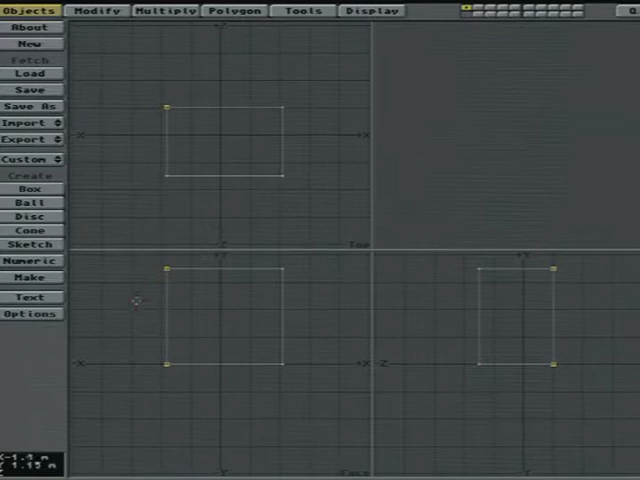 Objects Modify Multiply Polygon Tools Display
About
New
Fetch
Load
Save
Save As
Import
Export
Custom
Create
Box
Ball
Disc
Cone
Sketch
Numeric
Make
Text
Options
-X +X
Z Top
+Y
-X +X -Z
-Y Face -Y